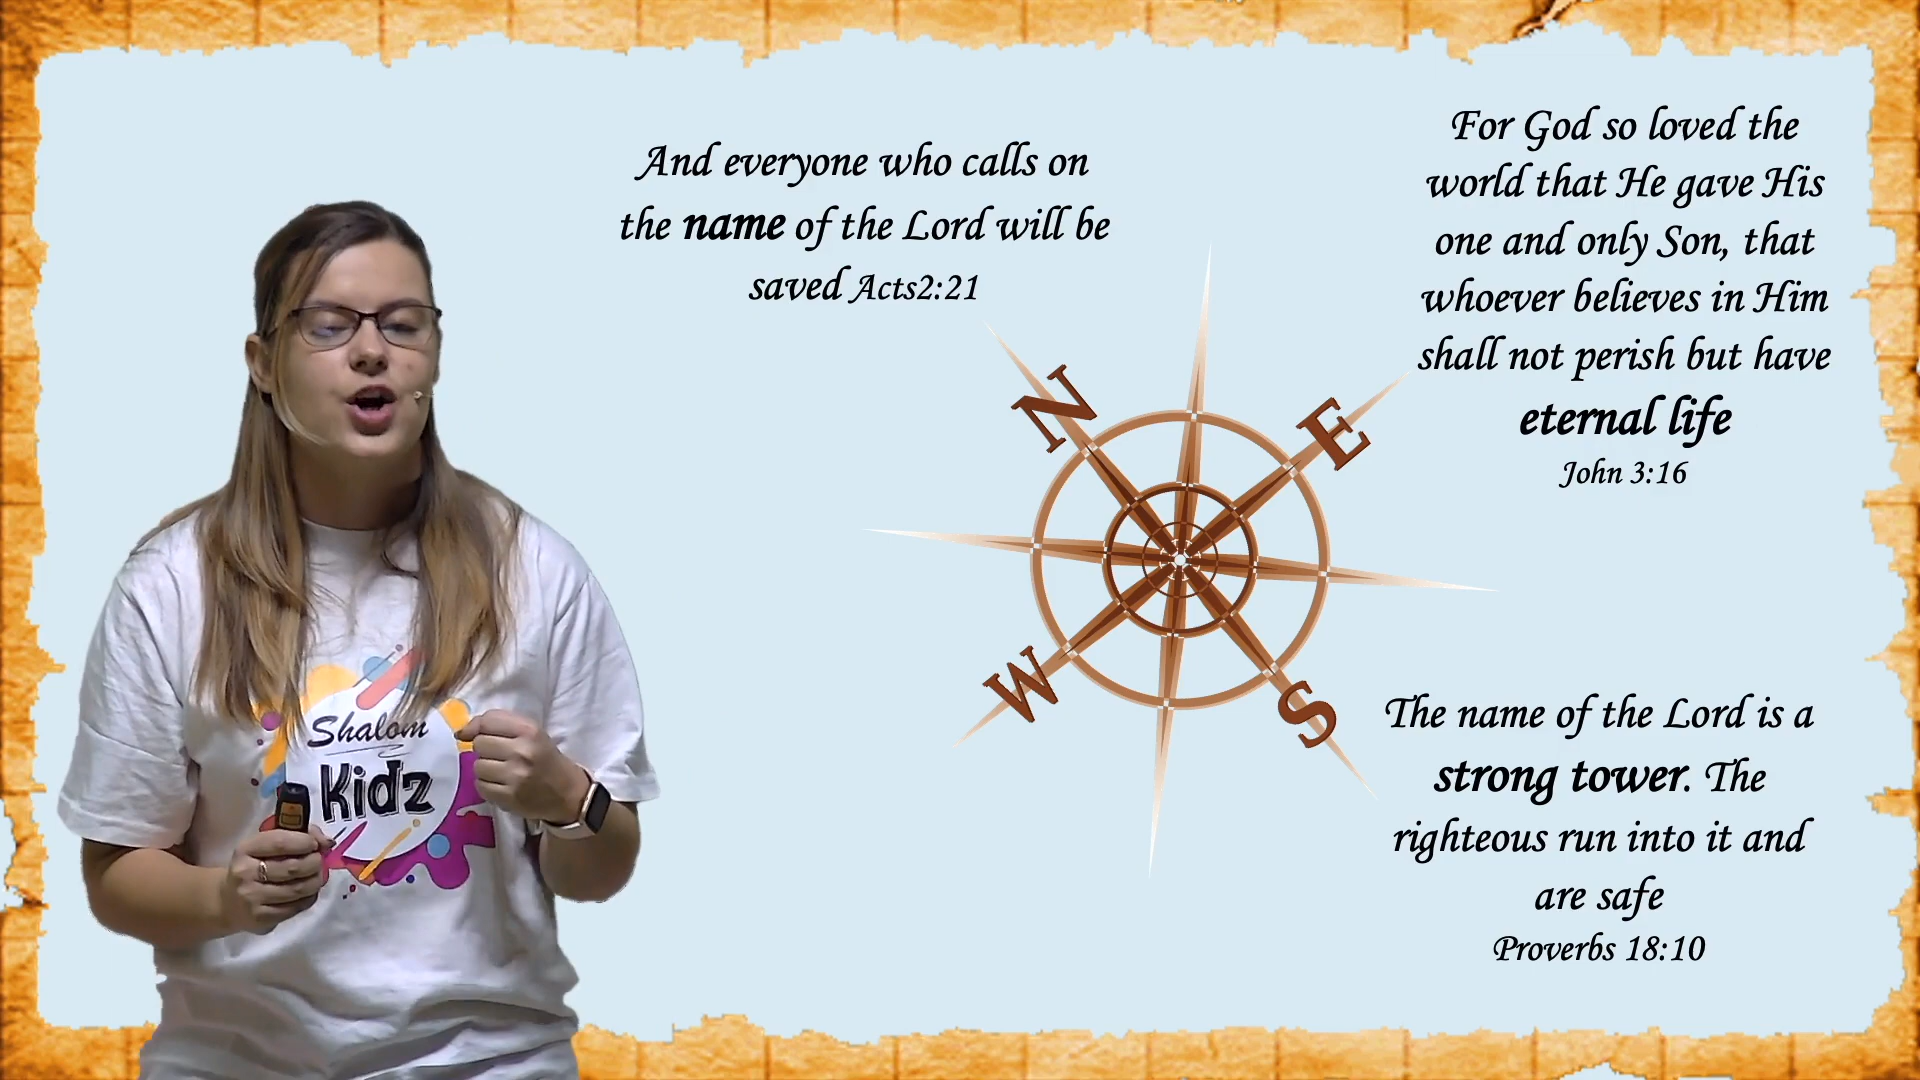 And everyone who calls on
the name of the Lord will be
saved Acts2:21
For God so loved the
world that He gave His
one and only Son, that
whoever believes in Him
shall not perish but have
eternal life
John 3:16
N
E
W
S
The name of the Lord is a
strong tower. The
righteous run into it and
are safe
Proverbs 18:10
Shalom
Kidz